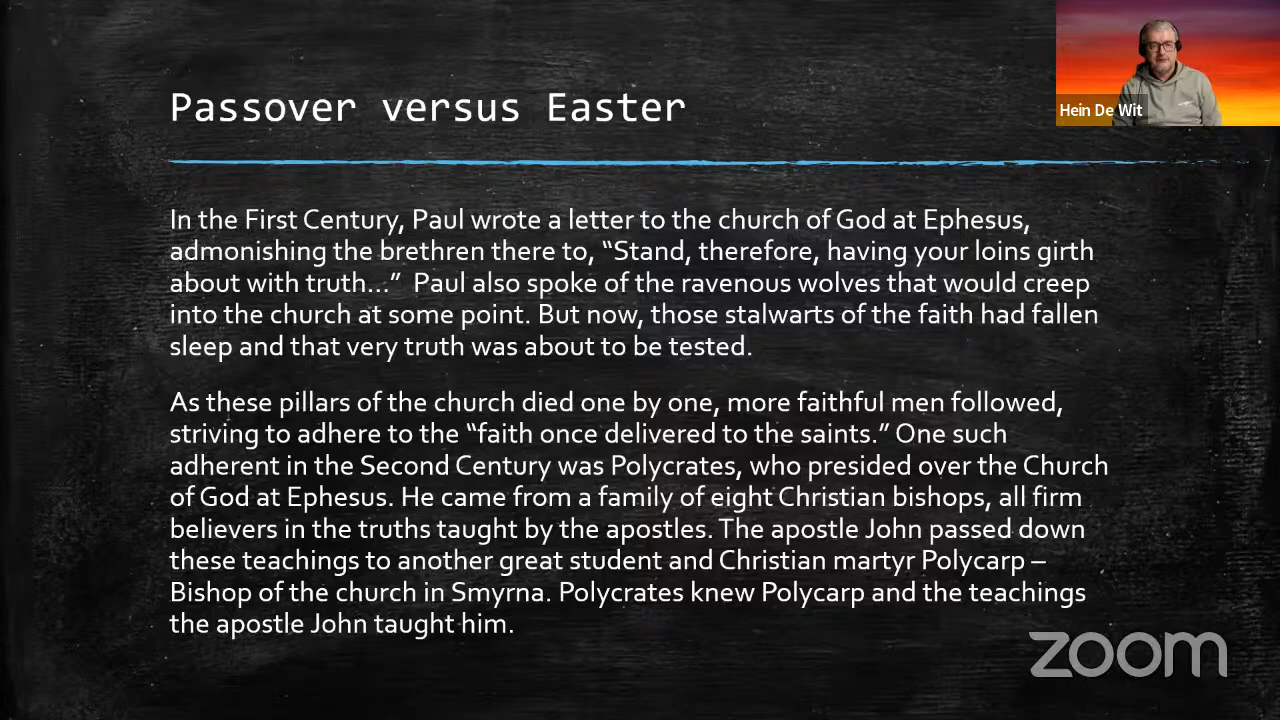 Passover versus Easter
Hein De Wit
In the First Century, Paul wrote a letter to the church of God at Ephesus,
admonishing the brethren there to, “Stand, therefore, having your loins girth
about with truth…” Paul also spoke of the ravenous wolves that would creep
into the church at some point. But now, those stalwarts of the faith had fallen
sleep and that very truth was about to be tested.
As these pillars of the church died one by one, more faithful men followed,
striving to adhere to the “faith once delivered to the saints.” One such
adherent in the Second Century was Polycrates, who presided over the Church
of God at Ephesus. He came from a family of eight Christian bishops, all firm
believers in the truths taught by the apostles. The apostle John passed down
these teachings to another great student and Christian martyr Polycarp –
Bishop of the church in Smyrna. Polycrates knew Polycarp and the teachings
the apostle John taught him.
zoom